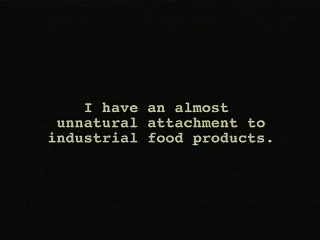 I have an almost
unnatural attachment to
industrial food products.